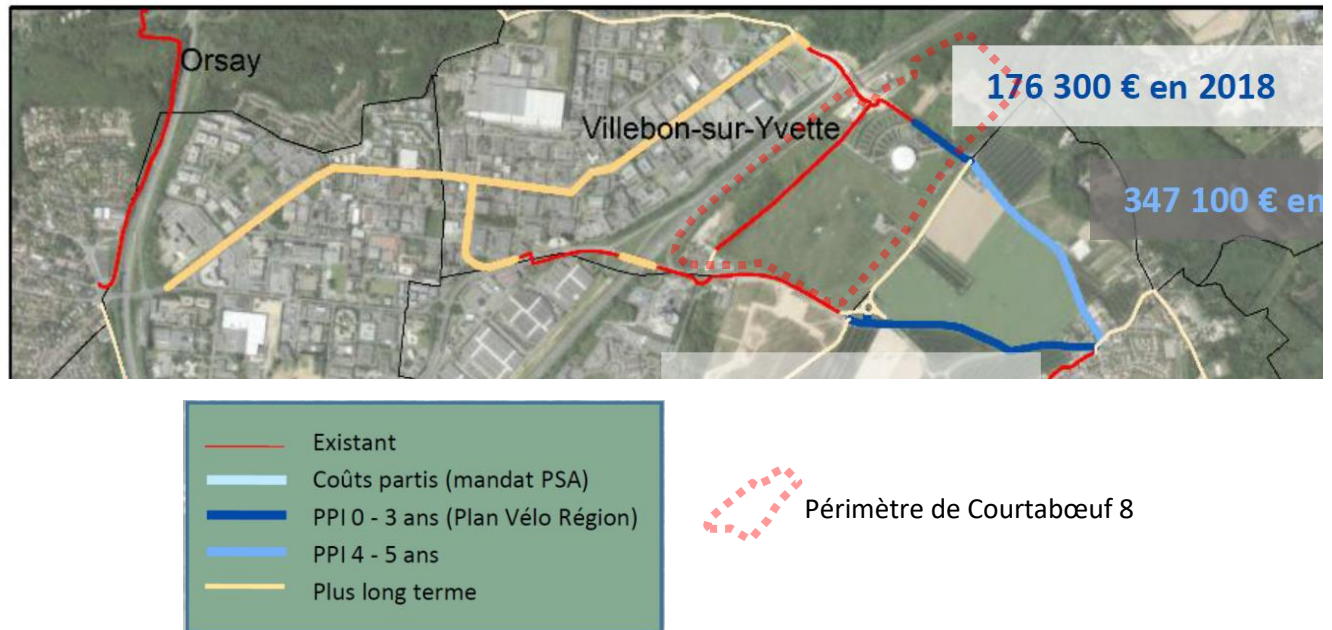 Orsay
176 300 € en 2018
Villebon-sur-Yvette
347 100 € en
Existant
Coûts partis (mandat PSA)
PPI 0 - 3 ans (Plan Vélo Région)
PPI 4 - 5 ans
Plus long terme
Périmètre de Courtabœuf 8